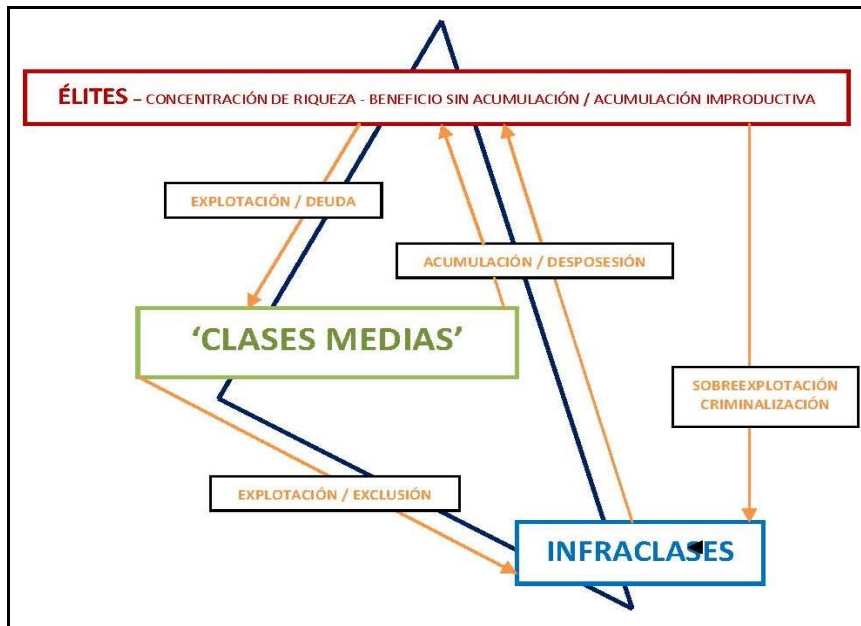 ÉLITES – CONCENTRACIÓN DE RIQUEZA - BENEFICIO SIN ACUMULACIÓN / ACUMULACIÓN IMPRODUCTIVA
EXPLOTACIÓN / DEUDA
ACUMULACIÓN / DESPOSESIÓN
‘CLASES MEDIAS’
SOBREEXPLOTACIÓN
CRIMINALIZACIÓN
EXPLOTACIÓN / EXCLUSIÓN
INFRACLASES